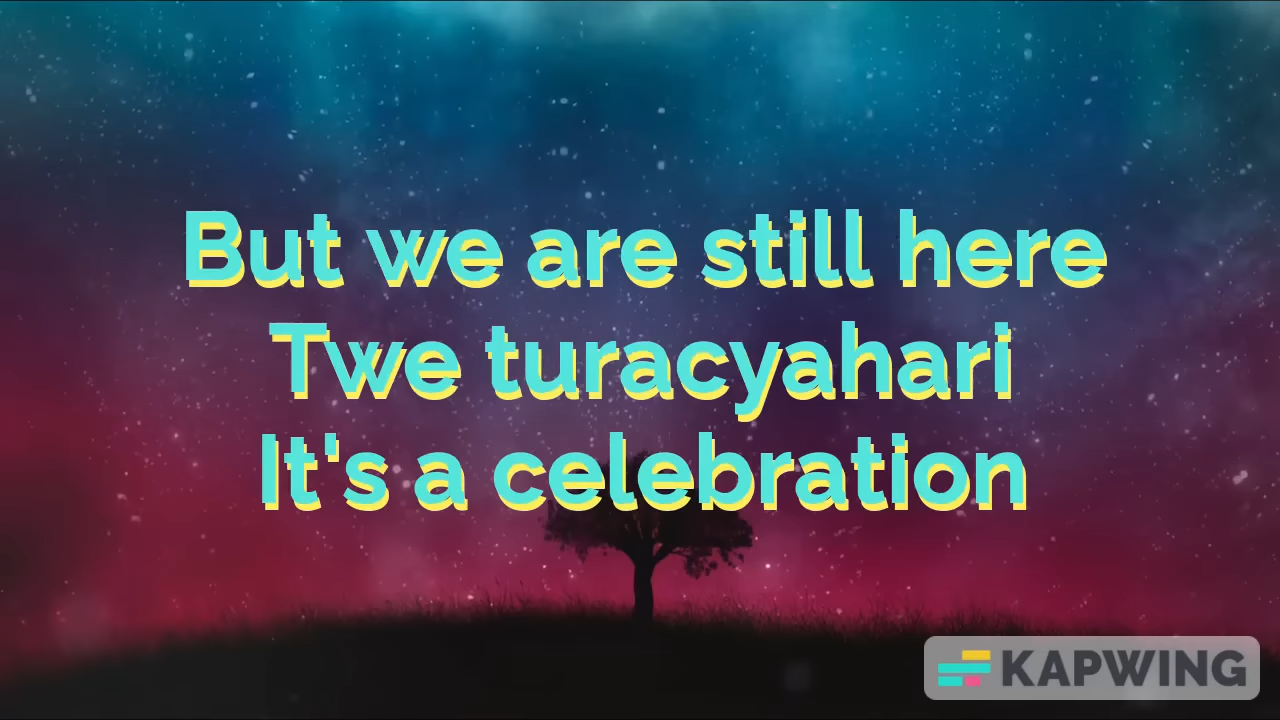 But we are still here
Twe turacyahari
It's a celebration
KAPWING